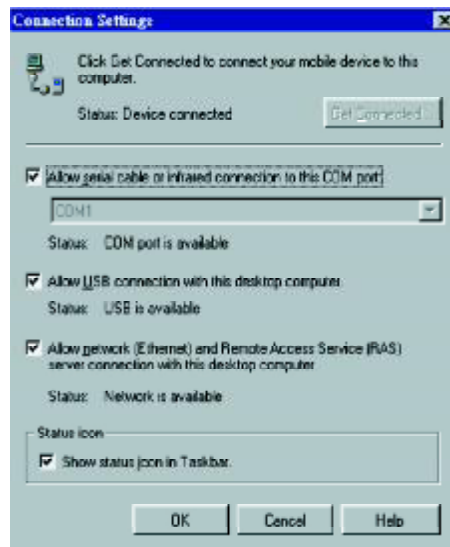 Connection Settings
Click Get Connected to connect your mobile device to this
computer.
Status: Device connected
Get Connected...
Allow serial cable or infrared connection to this COM port:
COM1
Status: COM port is available
Allow USB connection with this desktop computer.
Status: USB is available
Allow network (Ethernet) and Remote Access Service (RAS)
server connection with this desktop computer
Status: Network is available
Status icon
Show status icon in Taskbar.
OK
Cancel
Help